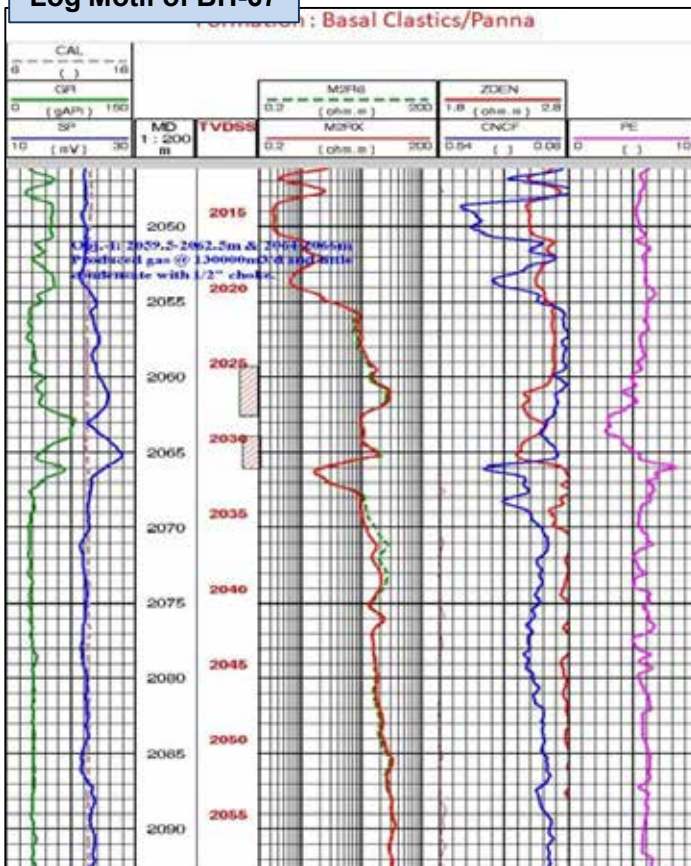 Log Motif of BH-67
Formation: Basal Clastics/Panna
CAL
6 ( ) 16
GR
0 (gAPI) 150
SP
10 (mV) 30
MD
1 : 200
m
TVDSS
M2R6
0.2 (ohm.m) 200
M2RX
0.2 (ohm.m) 200
ZDEN
1.8 (ohm.m) 2.8
CNCF
0.54 ( ) 0.06
PE
0 ( ) 10
2015
2050
Obj.-I: 2059.5-2062.5m & 2064-2066m
Produced gas @ 130000m3/d and little
condensate with 1/2" choke.
2020
2055
2025
2060
2030
2065
2035
2070
2040
2075
2045
2080
2050
2085
2055
2090